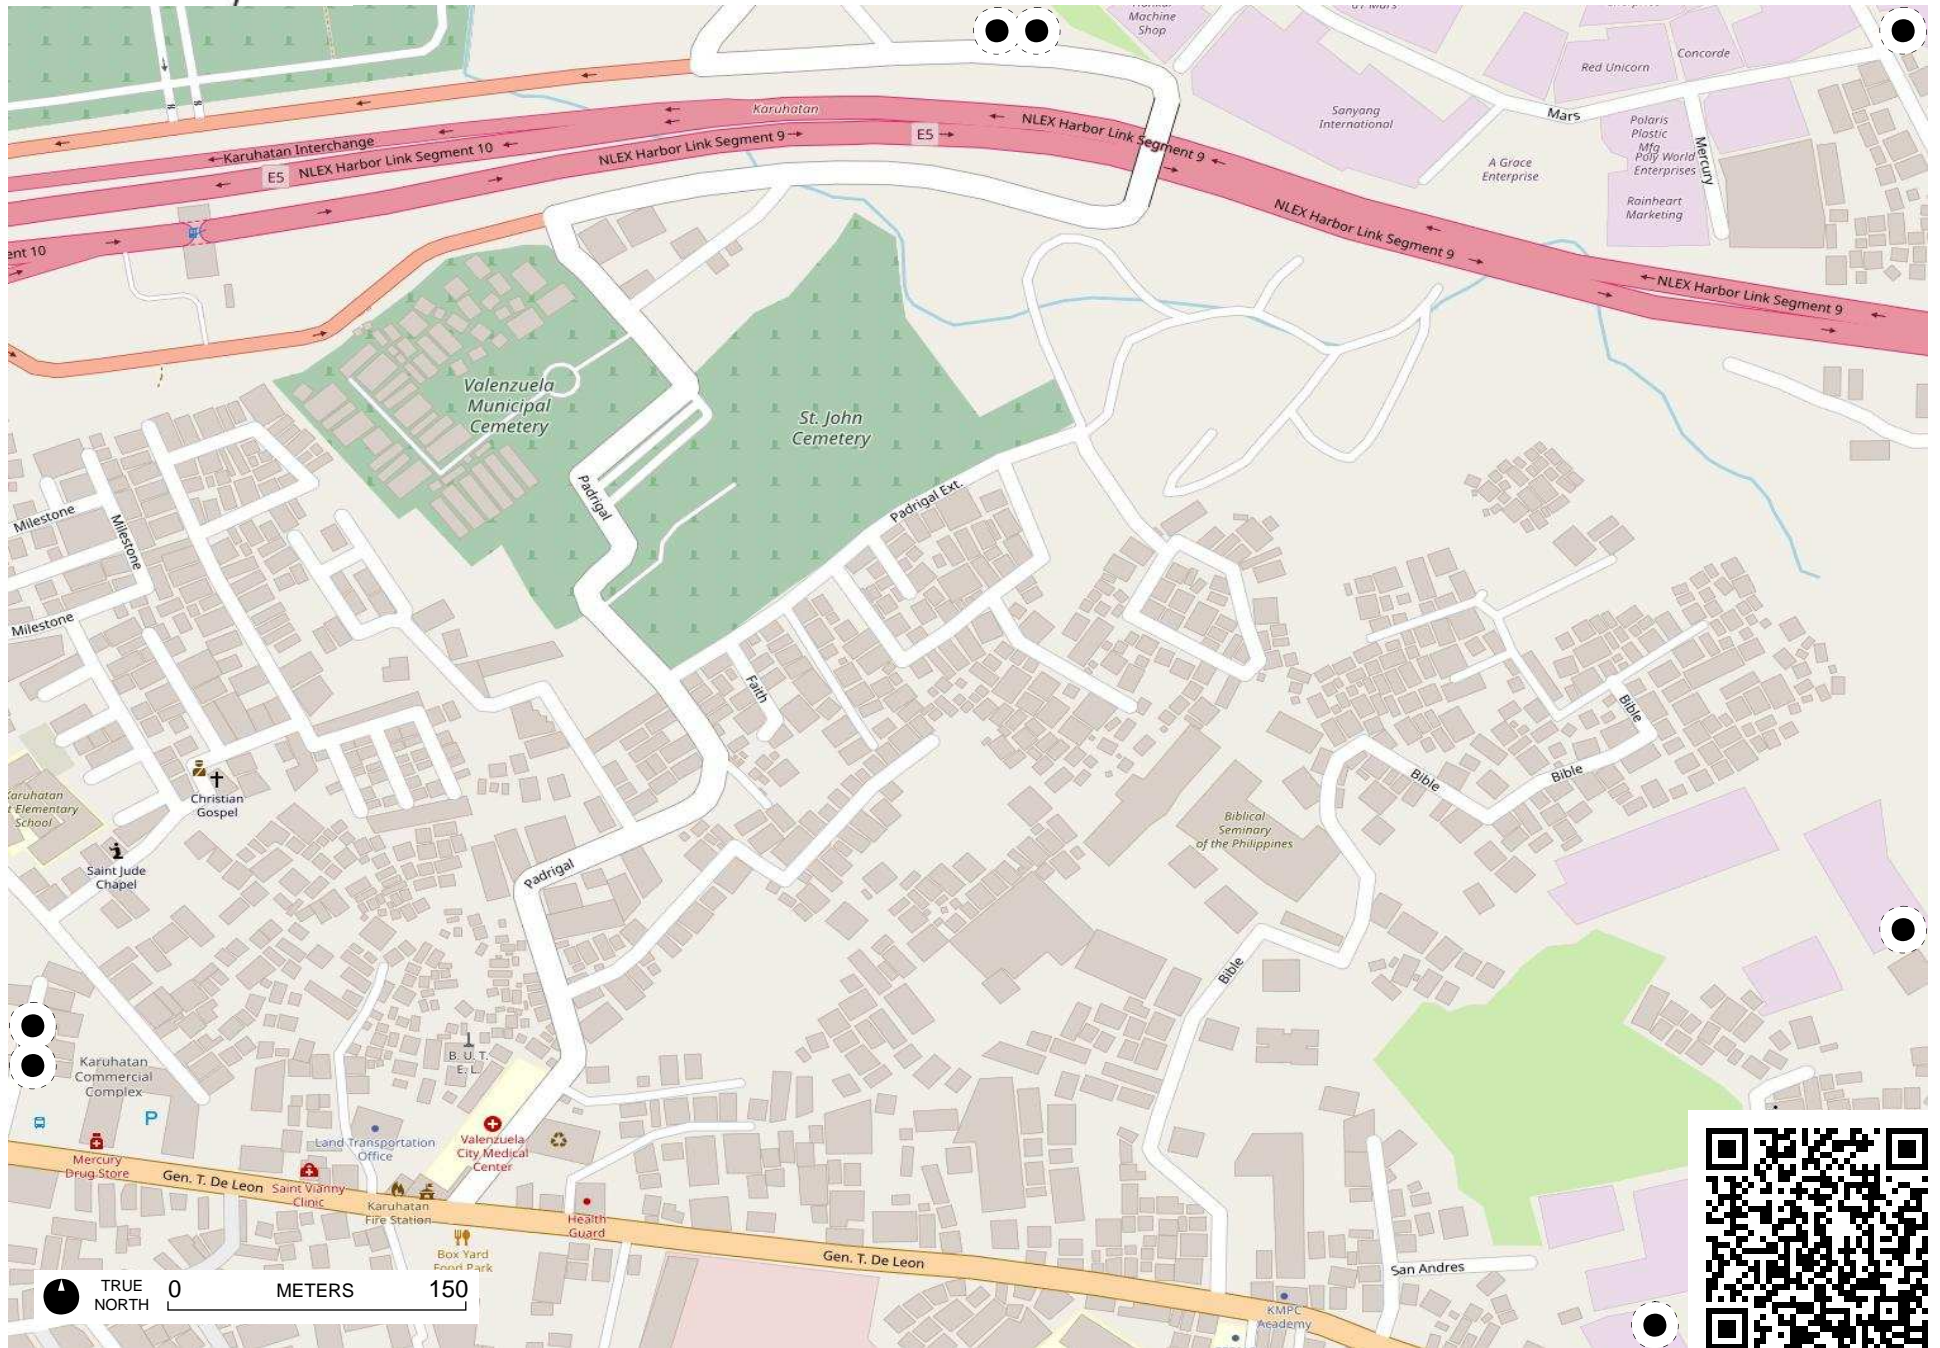 Machine
Shop
Concorde
Red Unicorn
Karuhatan
Sanyang
International
Mars
Polaris
Plastic
Mfg
Poly World
Enterprises
Mercury
NLEX Harbor Link Segment 9
E5
NLEX Harbor Link Segment 9
Karuhatan Interchange
NLEX Harbor Link Segment 10
E5
A Grace
Enterprise
Rainheart
Marketing
NLEX Harbor Link Segment 9
ent 10
NLEX Harbor Link Segment 9
Valenzuela
Municipal
Cemetery
St. John
Cemetery
Padrigal
Padrigal Ext.
Milestone
Milestone
Milestone
Faith
Bible
Bible
Bible
Christian
Gospel
Karuhatan
t Elementary
School
Biblical
Seminary
of the Philippines
Saint Jude
Chapel
Padrigal
Bible
B. U. T.
E. L.
Karuhatan
Commercial
Complex
P
Land Transportation
Office
Valenzuela
City Medical
Center
Mercury
Drug Store
Gen. T. De Leon
Saint Vianny
Clinic
Karuhatan
Fire Station
Health
Guard
Box Yard
Food Park
Gen. T. De Leon
San Andres
KMPC
Academy
TRUE
NORTH
0 METERS 150